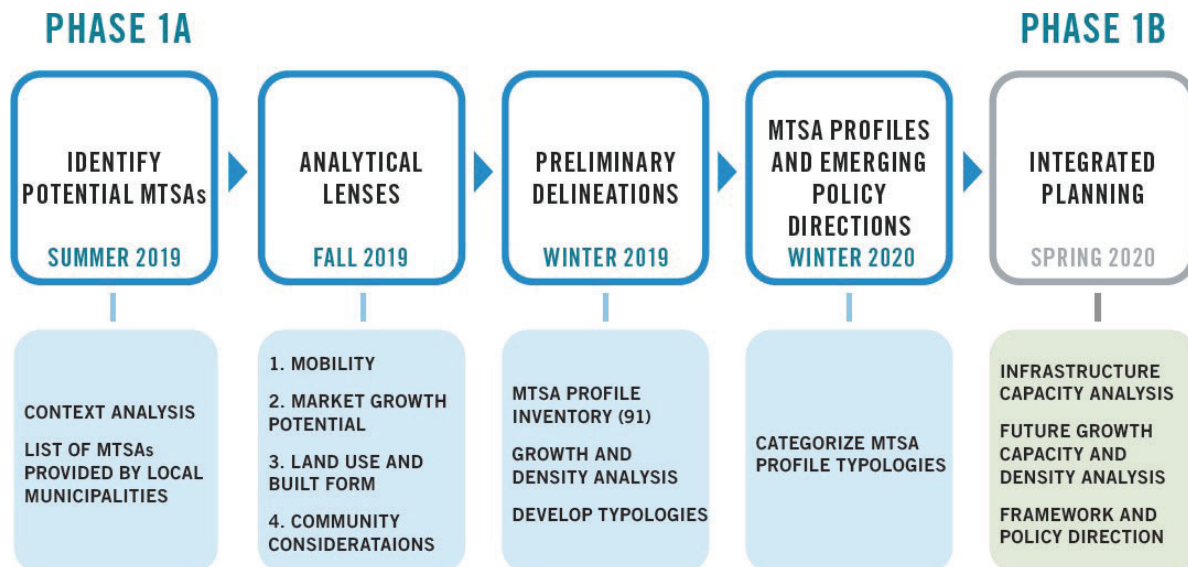 PHASE 1A
PHASE 1B
IDENTIFY
POTENTIAL MTSAs
SUMMER 2019
ANALYTICAL
LENSES
FALL 2019
PRELIMINARY
DELINEATIONS
WINTER 2019
MTSA PROFILES
AND EMERGING
POLICY
DIRECTIONS
WINTER 2020
INTEGRATED
PLANNING
SPRING 2020
CONTEXT ANALYSIS
LIST OF MTSAs
PROVIDED BY LOCAL
MUNICIPALITIES
1. MOBILITY
2. MARKET GROWTH
POTENTIAL
3. LAND USE AND
BUILT FORM
4. COMMUNITY
CONSIDERATAIONS
MTSA PROFILE
INVENTORY (91)
GROWTH AND
DENSITY ANALYSIS
DEVELOP TYPOLOGIES
CATEGORIZE MTSA
PROFILE TYPOLOGIES
INFRASTRUCTURE
CAPACITY ANALYSIS
FUTURE GROWTH
CAPACITY AND
DENSITY ANALYSIS
FRAMEWORK AND
POLICY DIRECTION